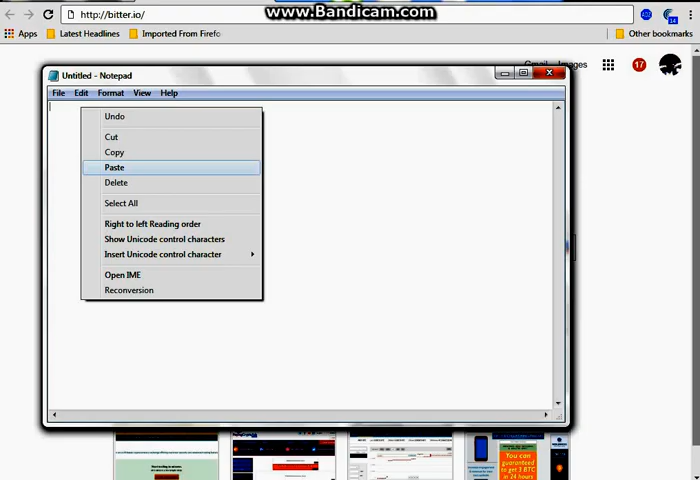 www.Bandicam.com
http://bitter.io/
14
Apps
Latest Headlines
Imported From Firefo
Other bookmarks
Gmail
Images
17
Untitled - Notepad
File Edit Format View Help
Undo
Cut
Copy
Paste
Delete
Select All
Right to left Reading order
Show Unicode control characters
Insert Unicode control character
Open IME
Reconversion
You can
guaranteed
to get 3 BTC
in 24 hours